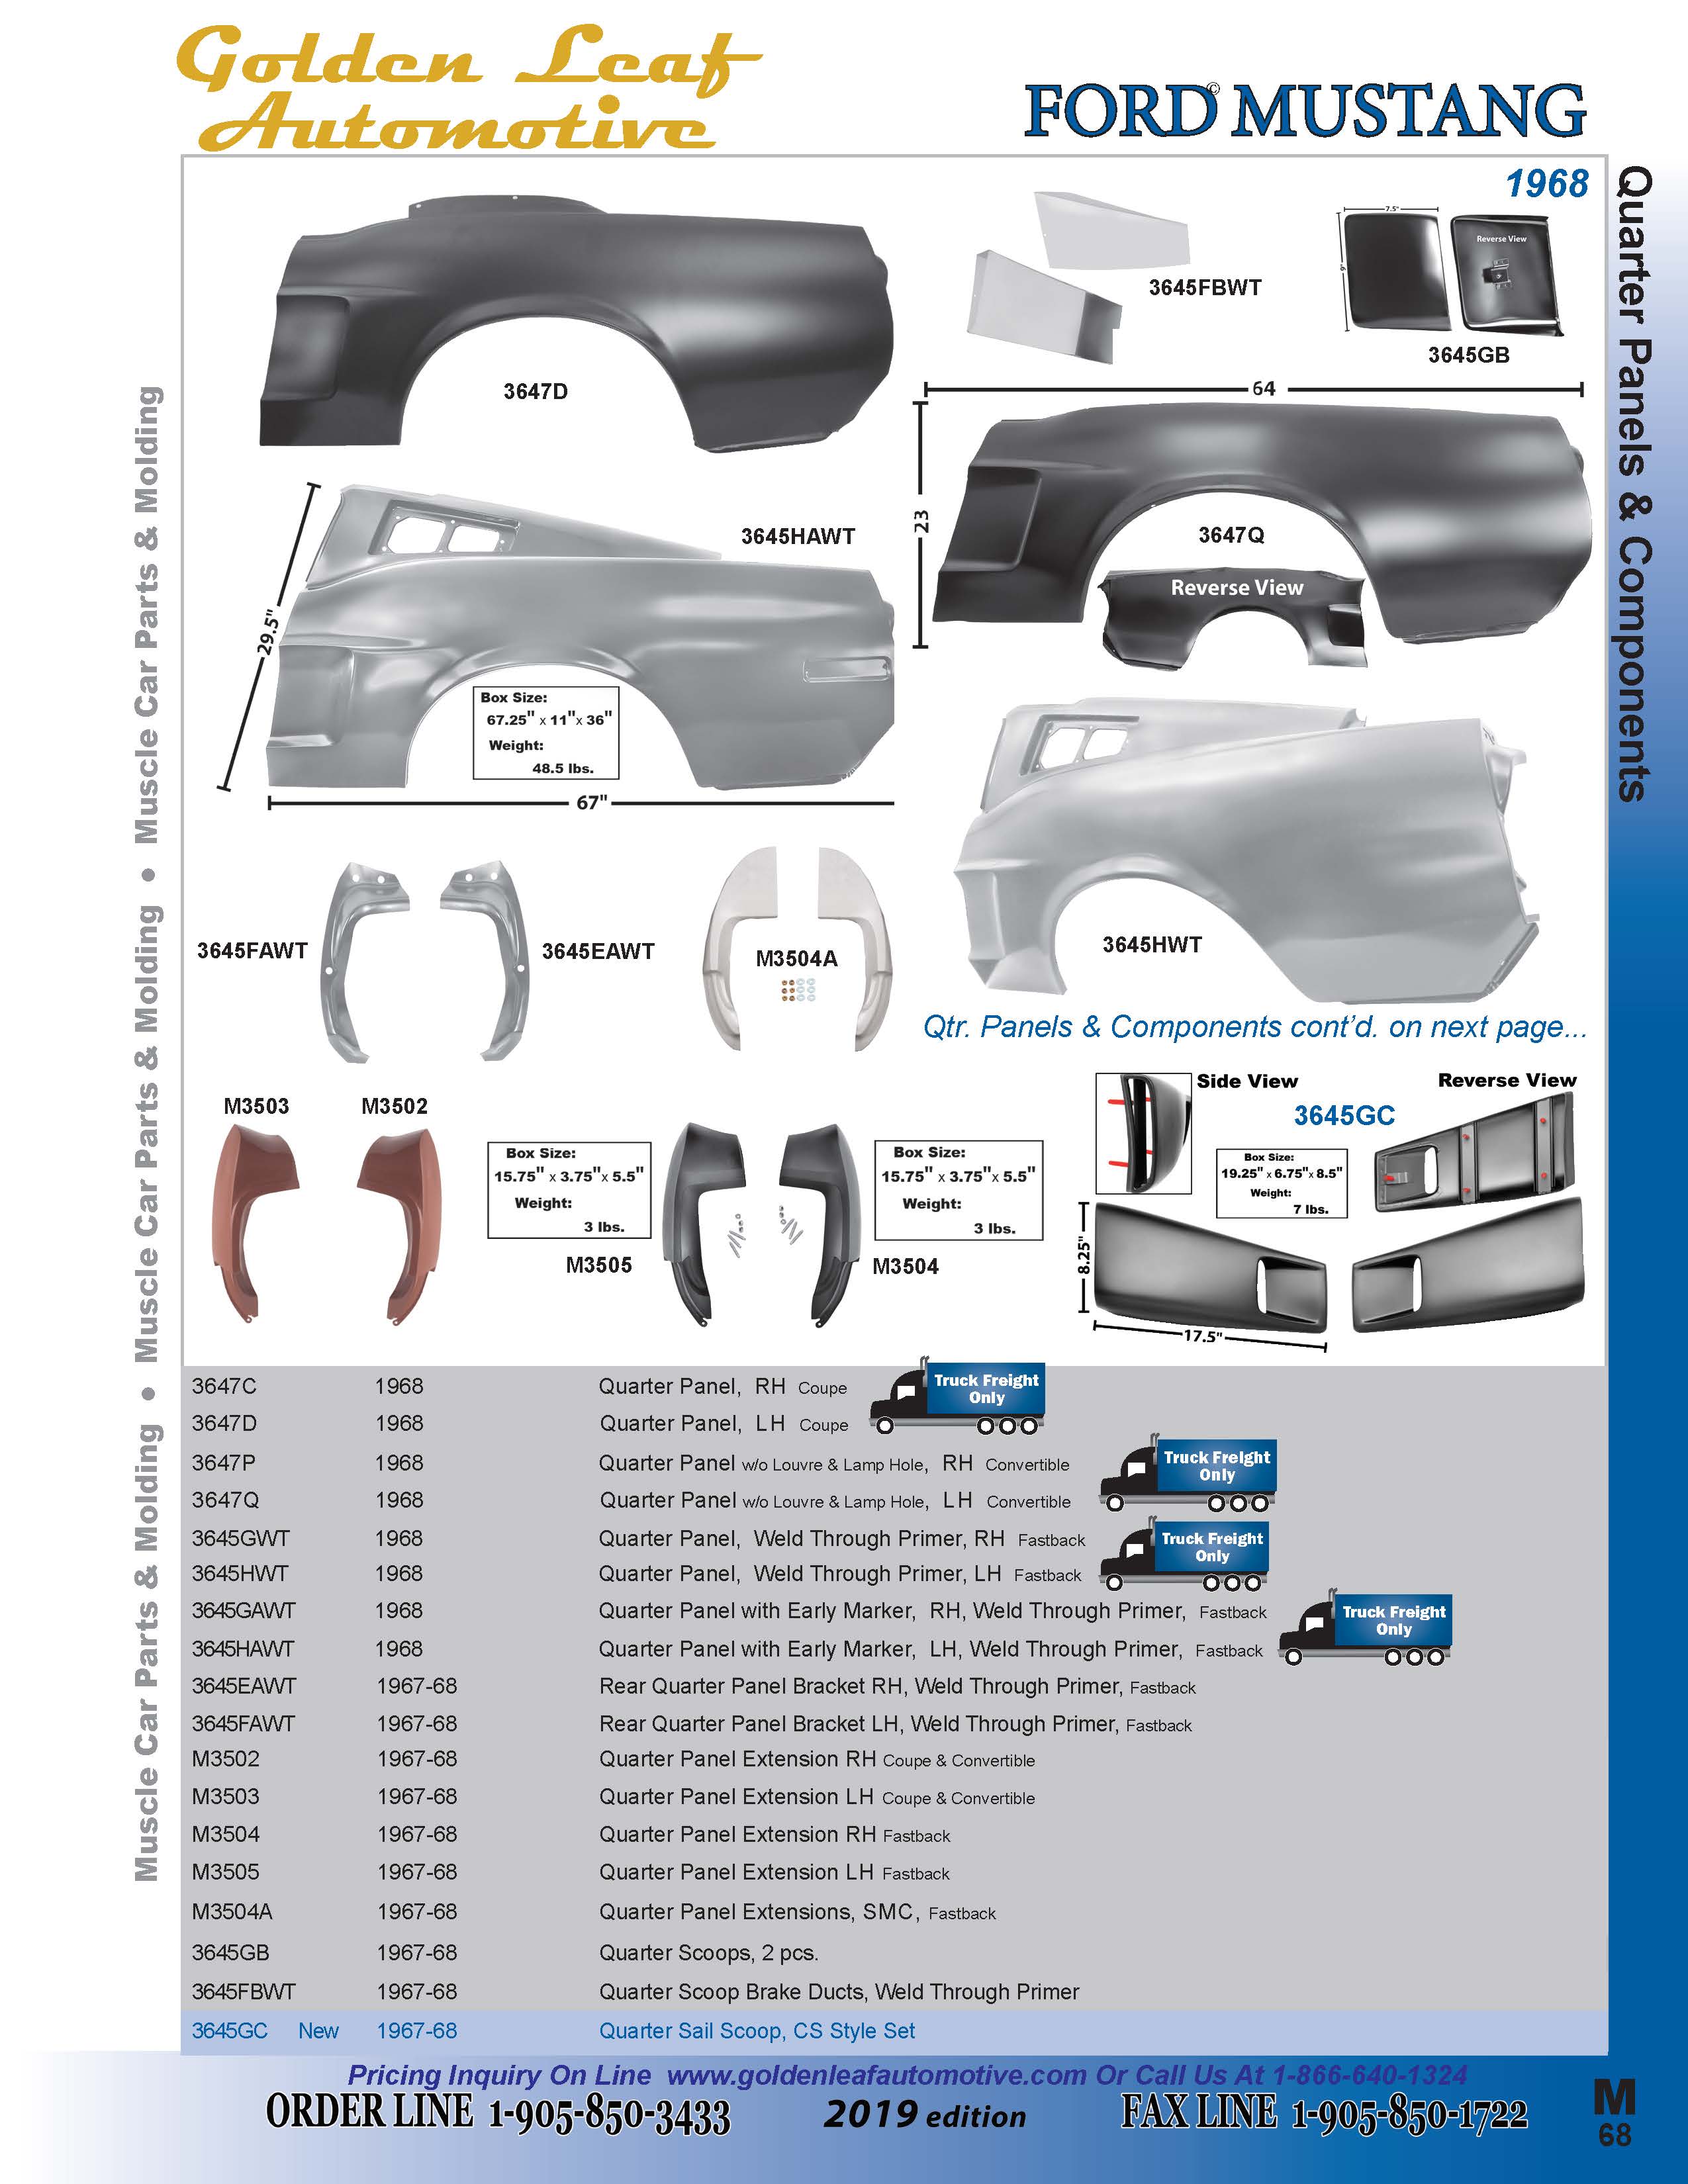 Golden Leaf
Automotive
FORD© MUSTANG
1968
Quarter Panels & Components
Muscle Car Parts & Molding • Muscle Car Parts & Molding • Muscle Car Parts & Molding
3647D
3645FBWT
7.5"
Reverse View
3645GB
64
23
3647Q
Reverse View
3645HAWT
29.5"
Box Size:
67.25" x 11"x 36"
Weight:
48.5 lbs.
67"
3645HWT
3645FAWT
3645EAWT
M3504A
Qtr. Panels & Components cont'd. on next page...
M3503
M3502
Box Size:
15.75" x 3.75"x 5.5"
Weight:
3 lbs.
M3505
Box Size:
15.75" x 3.75"x 5.5"
Weight:
3 lbs.
M3504
Side View
Reverse View
3645GC
Box Size:
19.25" x 6.75"x 8.5"
Weight:
7 lbs.
8.25"
17.5"
3647C 1968 Quarter Panel, RH Coupe
3647D 1968 Quarter Panel, LH Coupe
Truck Freight
Only
3647P 1968 Quarter Panel w/o Louvre & Lamp Hole, RH Convertible
3647Q 1968 Quarter Panel w/o Louvre & Lamp Hole, LH Convertible
Truck Freight
Only
3645GWT 1968 Quarter Panel, Weld Through Primer, RH Fastback
3645HWT 1968 Quarter Panel, Weld Through Primer, LH Fastback
Truck Freight
Only
3645GAWT 1968 Quarter Panel with Early Marker, RH, Weld Through Primer, Fastback
3645HAWT 1968 Quarter Panel with Early Marker, LH, Weld Through Primer, Fastback
Truck Freight
Only
3645EAWT 1967-68 Rear Quarter Panel Bracket RH, Weld Through Primer, Fastback
3645FAWT 1967-68 Rear Quarter Panel Bracket LH, Weld Through Primer, Fastback
M3502 1967-68 Quarter Panel Extension RH Coupe & Convertible
M3503 1967-68 Quarter Panel Extension LH Coupe & Convertible
M3504 1967-68 Quarter Panel Extension RH Fastback
M3505 1967-68 Quarter Panel Extension LH Fastback
M3504A 1967-68 Quarter Panel Extensions, SMC, Fastback
3645GB 1967-68 Quarter Scoops, 2 pcs.
3645FBWT 1967-68 Quarter Scoop Brake Ducts, Weld Through Primer
3645GC New 1967-68 Quarter Sail Scoop, CS Style Set
Pricing Inquiry On Line www.goldenleafautomotive.com Or Call Us At 1-866-640-1324
ORDER LINE 1-905-850-3433 2019 edition FAX LINE 1-905-850-1722
M
68